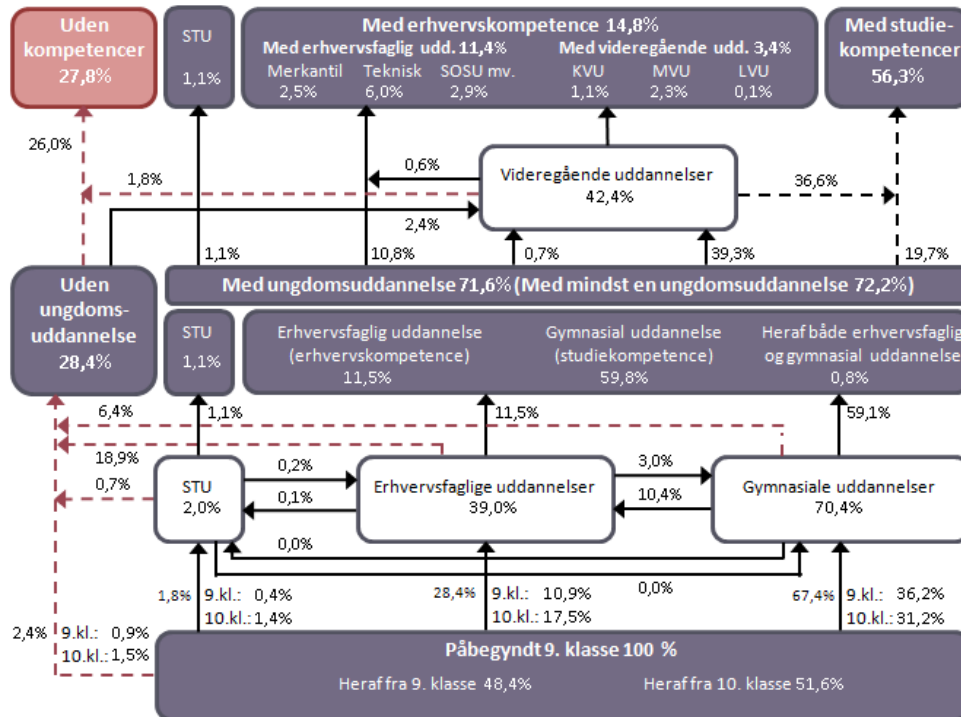 Uden
kompetencer
27,8%
STU
1,1%
Med erhvervskompetence 14,8%
Med erhvervsfaglig udd. 11,4%
Med videregående udd. 3,4%
Merkantil
Teknisk
SOSU mv.
KVU
MVU
LVU
2,5%
6,0%
2,9%
1,1%
2,3%
0,1%
Med studie-
kompetencer
56,3%
26,0%
1,8%
0,6%
Videregående uddannelser
42,4%
36,6%
2,4%
1,1%
10,8%
0,7%
39,3%
19,7%
Uden
ungdoms-
uddannelse
28,4%
Med ungdomsuddannelse 71,6% (Med mindst en ungdomsuddannelse 72,2%)
STU
1,1%
Erhvervsfaglig uddannelse
(erhvervskompetence)
11,5%
Gymnasial uddannelse
(studiekompetence)
59,8%
Heraf både erhvervsfaglig
og gymnasial uddannelse
0,8%
6,4%
1,1%
11,5%
59,1%
18,9%
0,7%
STU
2,0%
0,2%
0,1%
Erhvervsfaglige uddannelser
39,0%
3,0%
10,4%
Gymnasiale uddannelser
70,4%
0,0%
0,0%
1,8%
9.kl.: 0,4%
10.kl.: 1,4%
28,4%
9.kl.: 10,9%
10.kl.: 17,5%
67,4%
9.kl.: 36,2%
10.kl.: 31,2%
2,4%
9.kl.: 0,9%
10.kl.: 1,5%
Påbegyndt 9. klasse 100 %
Heraf fra 9. klasse 48,4%
Heraf fra 10. klasse 51,6%